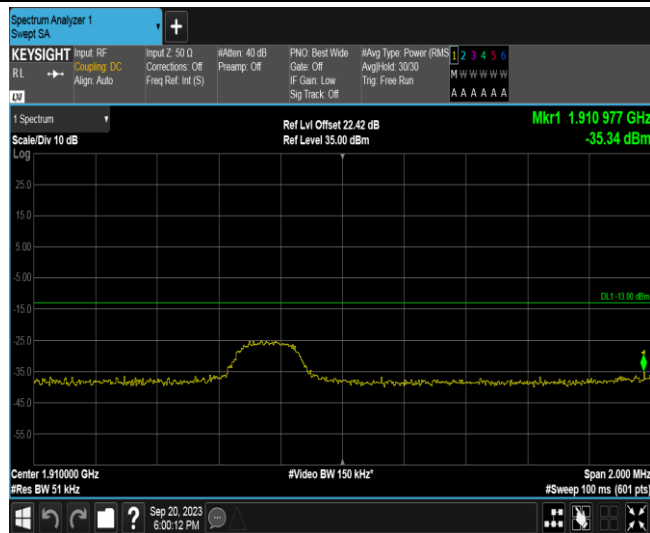 Spectrum Analyzer 1
Swept SA
KEYSIGHT
RL
LXI
Input: RF
Coupling: DC
Align: Auto
Input Z: 50 Ω
Corrections: Off
Freq Ref: Int (S)
#Atten: 40 dB
Preamp: Off
PNO: Best Wide
Gate: Off
IF Gain: Low
Sig Track: Off
#Avg Type: Power (RMS
Avg|Hold: 30/30
Trig: Free Run
1 2 3 4 5 6
M W W W W W
A A A A A A
1 Spectrum
Scale/Div 10 dB
Log
Ref Lvl Offset 22.42 dB
Ref Level 35.00 dBm
Mkr1 1.910 977 GHz
-35.34 dBm
25.0
15.0
5.00
-5.00
-15.0
-25.0
-35.0
-45.0
-55.0
DL1 -13.00 dBm
1
Center 1.910000 GHz
#Res BW 51 kHz
#Video BW 150 kHz*
Span 2.000 MHz
#Sweep 100 ms (601 pts)
?
Sep 20, 2023
6:00:12 PM